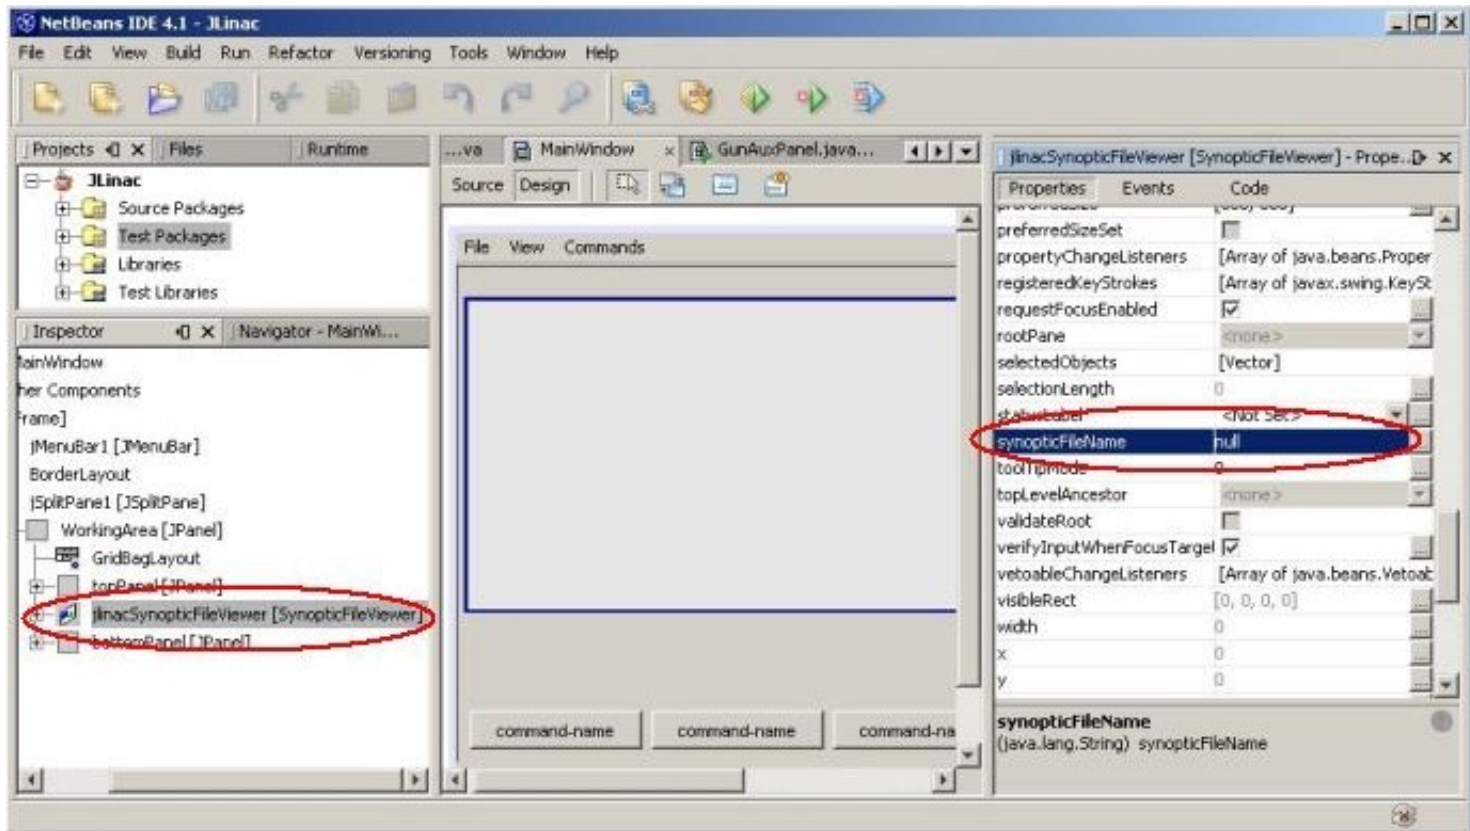 NetBeans IDE 4.1 - JLinac
File Edit View Build Run Refactor Versioning Tools Window Help
Projects Files Runtime
JLinac
Source Packages
Test Packages
Libraries
Test Libraries
Inspector Navigator - MainWi...
MainWindow
her Components
Frame]
jMenuBar1 [JMenuBar]
BorderLayout
jSplitPane1 [JSplitPane]
WorkingArea [JPanel]
GridBagLayout
topPanel [JPanel]
jlinacSynopticFileViewer [SynopticFileViewer]
bottomPanel [JPanel]
...va MainWindow x GunAuxPanel.java...
Source Design
File View Commands
command-name command-name command-na
jlinacSynopticFileViewer [SynopticFileViewer] - Prope...
Properties Events Code
preferredSizeSet
propertyChangeListeners [Array of java.beans.Proper
registeredKeyStrokes [Array of javax.swing.KeySt
requestFocusEnabled
rootPane <none>
selectedObjects [Vector]
selectionLength 0
statusLabel <Not Set>
synopticFileName null
toolTipMode 0
topLevelAncestor <none>
validateRoot
verifyInputWhenFocusTarget
vetoableChangeListeners [Array of java.beans.Vetoab
visibleRect [0, 0, 0, 0]
width 0
x 0
y 0
synopticFileName
(java.lang.String) synopticFileName